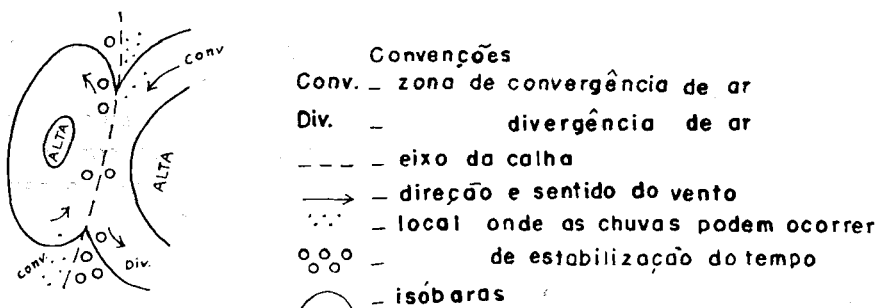 Conv
ALTA
ALTA
conv.
Div.
Convenções
Conv. _ zona de convergência de ar
Div. _ divergência de ar
--- _ eixo da calha
→ _ direção e sentido do vento
_ local onde as chuvas podem ocorrer
_ de estabilização do tempo
_ isóbaras